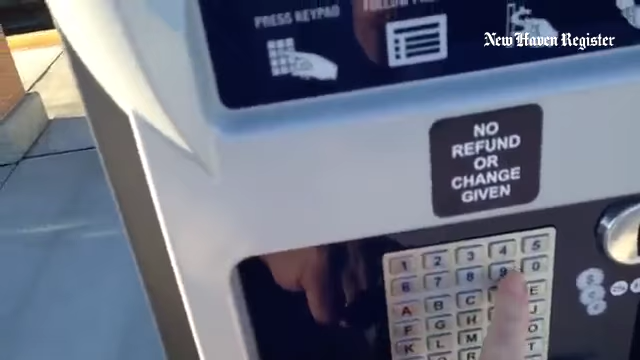 New Haven Register
PRESS KEYPAD
NO
REFUND
OR
CHANGE
GIVEN
1 2 3 4 5
6 7 8 9 0
A B C E
F G H J
K L M O
R T